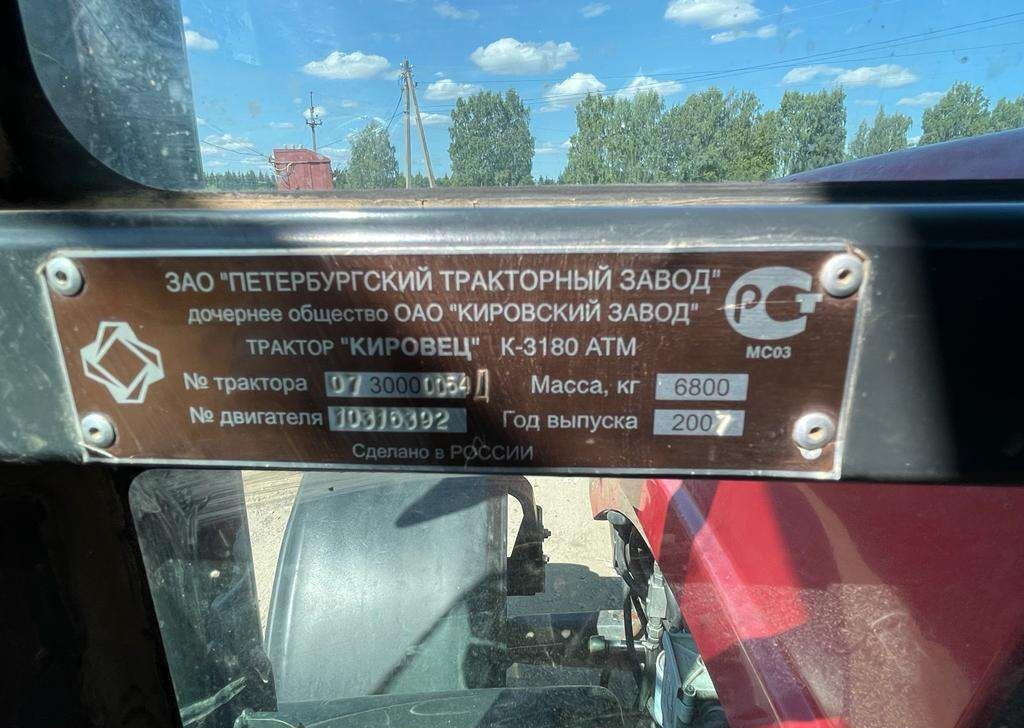 ЗАО "ПЕТЕРБУРГСКИЙ ТРАКТОРНЫЙ ЗАВОД"
дочернее общество ОАО "КИРОВСКИЙ ЗАВОД"
ТРАКТОР "КИРОВЕЦ" К-3180 АТМ
РСТ
МС03
№ трактора 07 30000054Д Масса, кг 6800
№ двигателя 10316392 Год выпуска 2007
Сделано в РОССИИ